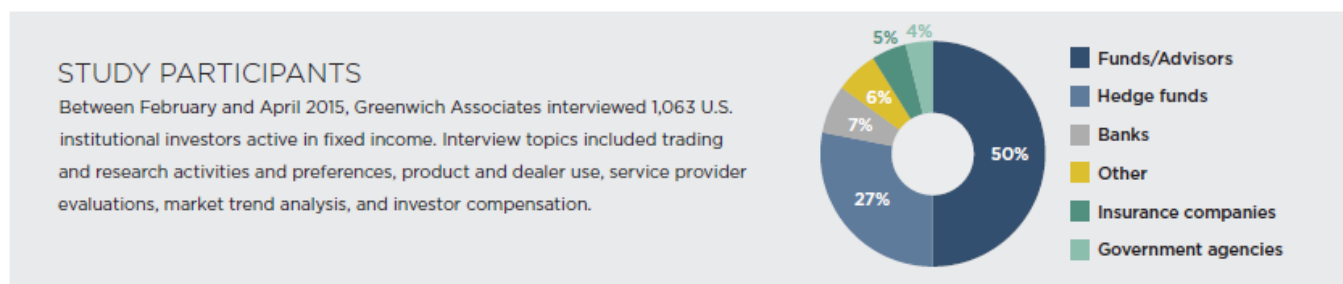 STUDY PARTICIPANTS
Between February and April 2015, Greenwich Associates interviewed 1,063 U.S.
institutional investors active in fixed income. Interview topics included trading
and research activities and preferences, product and dealer use, service provider
evaluations, market trend analysis, and investor compensation.
5%
4%
6%
7%
50%
27%
Funds/Advisors
Hedge funds
Banks
Other
Insurance companies
Government agencies